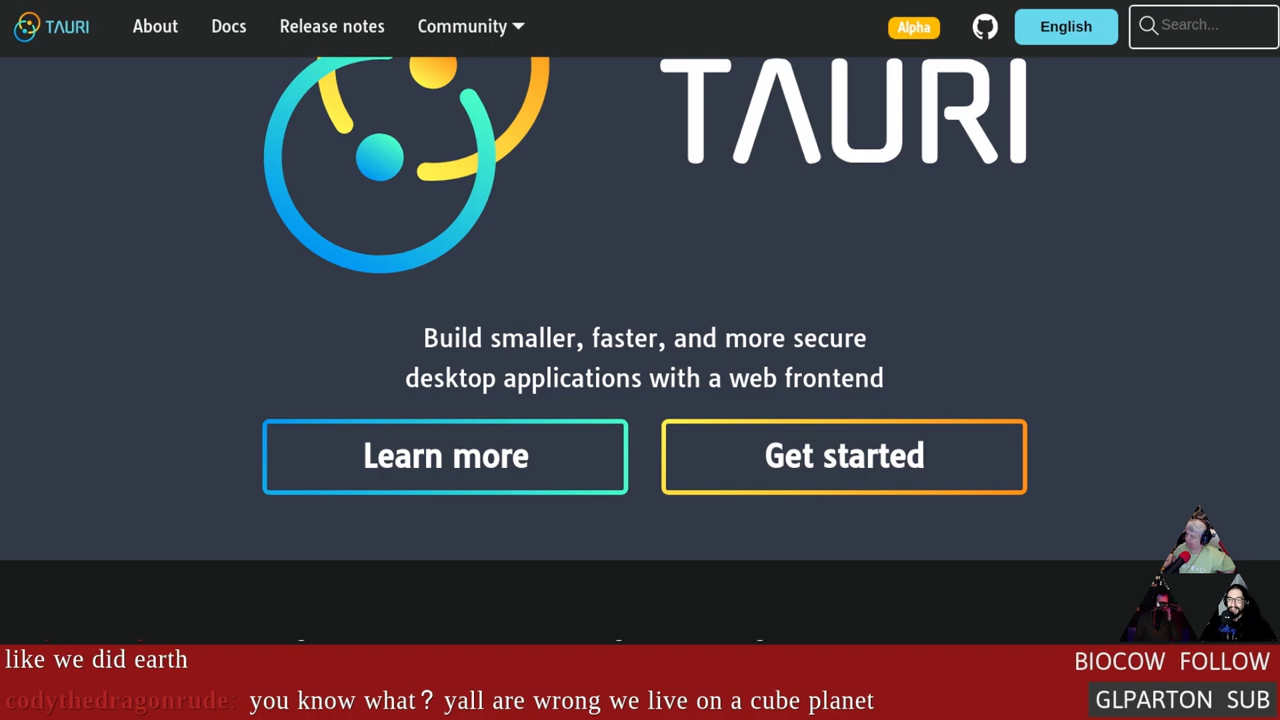 TAURI
About
Docs
Release notes
Community
Alpha
English
Search...
TAURI
Build smaller, faster, and more secure
desktop applications with a web frontend
Learn more
Get started
like we did earth
codythedragonrude: you know what? yall are wrong we live on a cube planet
BIOCOW FOLLOW
GLPARTON SUB